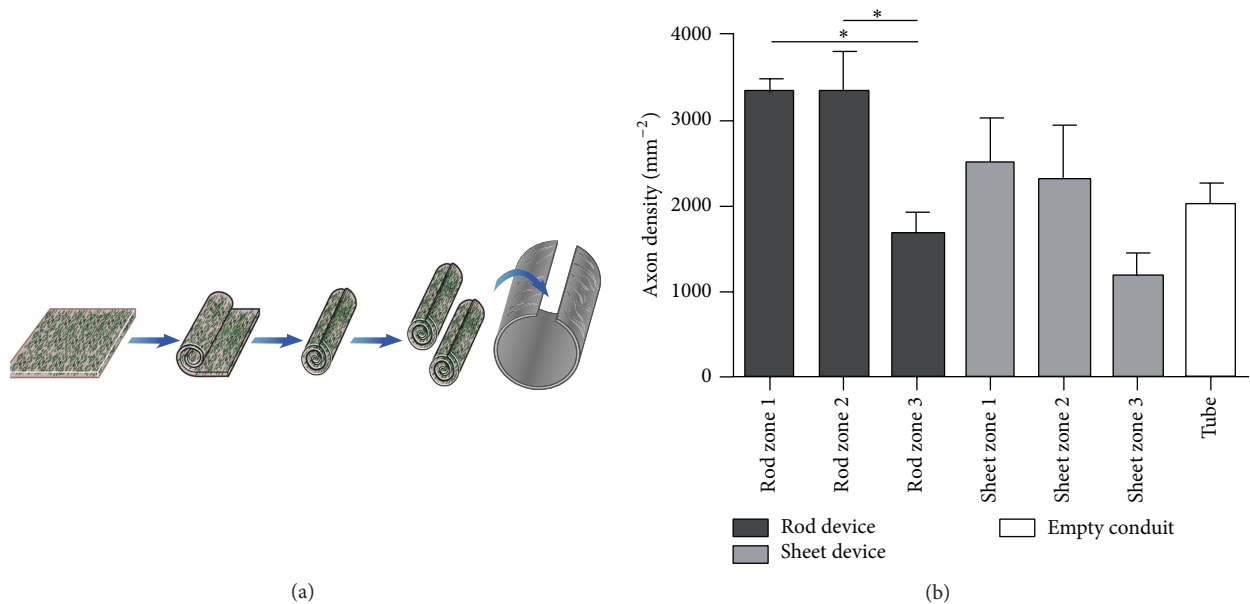 *
*
4000
3000
2000
1000
0
Axon density (mm⁻²)
Rod zone 1
Rod zone 2
Rod zone 3
Sheet zone 1
Sheet zone 2
Sheet zone 3
Tube
Rod device
Sheet device
Empty conduit
(a)
(b)